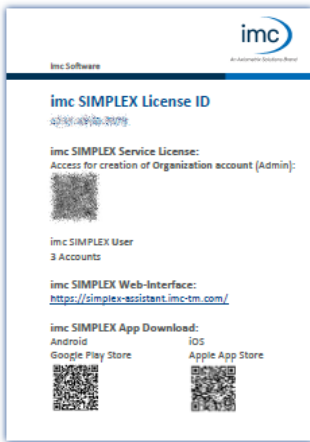 imc
An Axiometrix Solutions Brand
imc Software
imc SIMPLEX License ID
imc SIMPLEX Service License:
Access for creation of Organization account (Admin):
imc SIMPLEX User
3 Accounts
imc SIMPLEX Web-Interface:
https://simplex-assistant.imc-tm.com/
imc SIMPLEX App Download:
Android iOS
Google Play Store Apple App Store